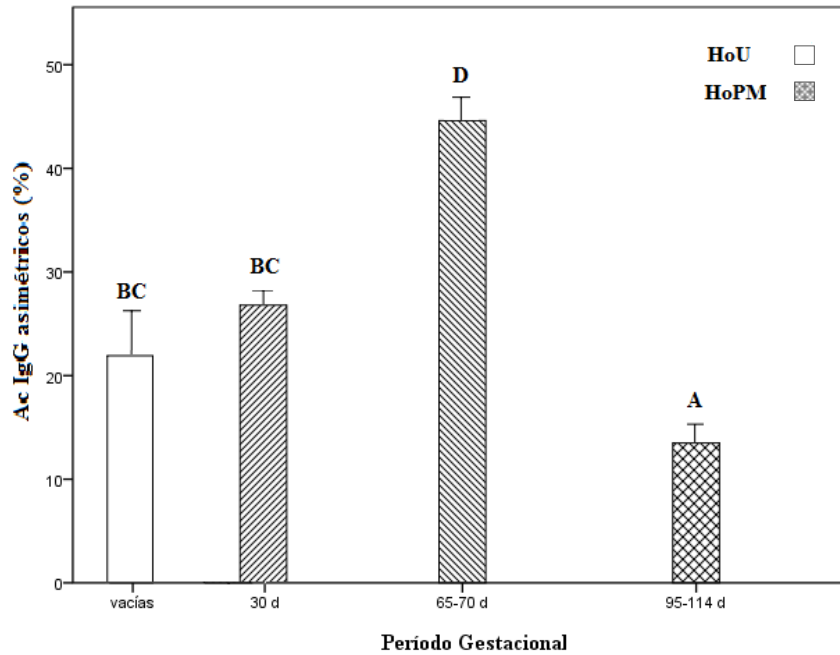 HoU
HoPM
Ac IgG asimétricos (%)
50
40
30
20
10
0
BC
BC
D
A
vacías
30 d
65-70 d
95-114 d
Período Gestacional